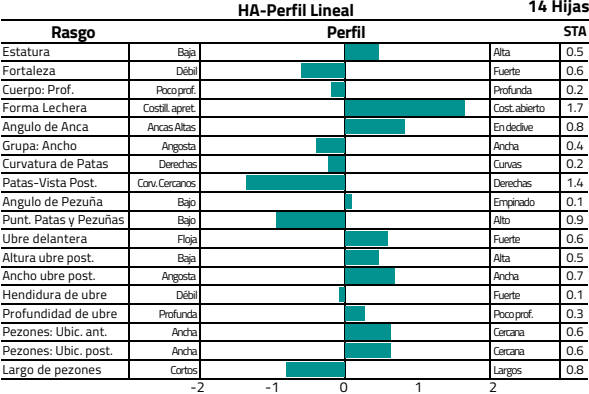 HA-Perfil Lineal 14 Hijas
Rasgo Perfil STA
Estatura Baja Alta 0.5
Fortaleza Débil Fuerte 0.6
Cuerpo: Prof. Poco prof. Profunda 0.2
Forma Lechera Costill. apret. Cost. abierto 1.7
Angulo de Anca Ancas Altas En declive 0.8
Grupa: Ancho Angosta Ancha 0.4
Curvatura de Patas Derechas Curvas 0.2
Patas-Vista Post. Corv. Cercanos Derechas 1.4
Angulo de Pezuña Bajo Empinado 0.1
Punt. Patas y Pezuñas Bajo Alto 0.9
Ubre delantera Floja Fuerte 0.6
Altura ubre post. Baja Alta 0.5
Ancho ubre post. Angosta Ancha 0.7
Hendidura de ubre Débil Fuerte 0.1
Profundidad de ubre Profunda Poco prof. 0.3
Pezones: Ubic. ant. Ancha Cercana 0.6
Pezones: Ubic. post. Ancha Cercana 0.6
Largo de pezones Cortos Largos 0.8
-2 -1 0 1 2